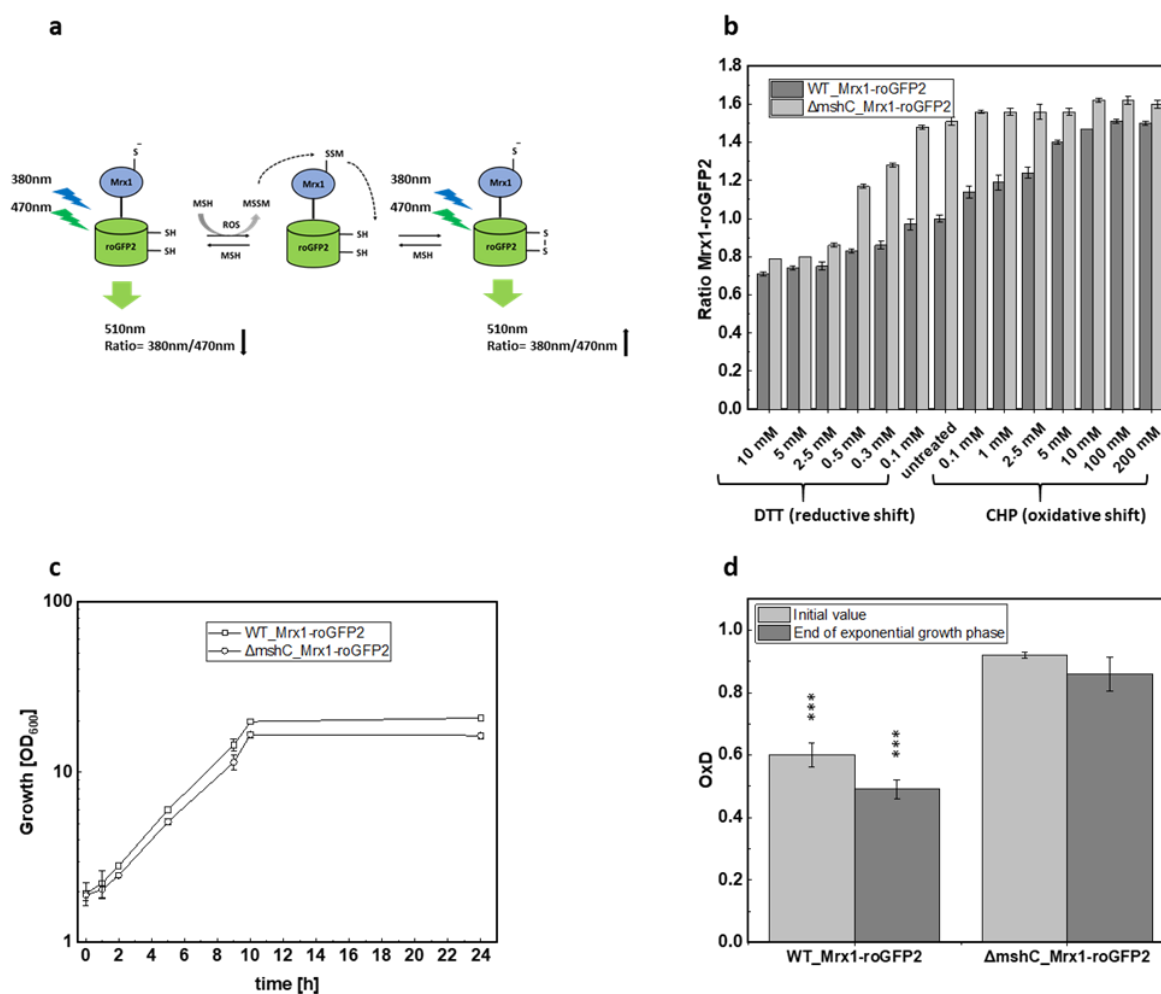 a
S⁻
Mrx1
380nm
470nm
roGFP2
SH
SH
510nm
Ratio= 380nm/470nm
MSH
ROS
MSSM
MSH
SSM
Mrx1
roGFP2
SH
SH
MSH
S⁻
Mrx1
380nm
470nm
roGFP2
S
S
510nm
Ratio= 380nm/470nm
b
WT_Mrx1-roGFP2
ΔmshC_Mrx1-roGFP2
Ratio Mrx1-roGFP2
1.8
1.6
1.4
1.2
1.0
0.8
0.6
0.4
0.2
0.0
10 mM
5 mM
2·5 mM
0·5 mM
0.3 mM
0.1 mM
untreated
0.1 mM
1 mM
2·5 mM
5 mM
10 mM
100 mM
200 mM
DTT (reductive shift)
CHP (oxidative shift)
c
WT_Mrx1-roGFP2
ΔmshC_Mrx1-roGFP2
Growth [OD₆₀₀]
100
10
1
0 2 4 6 8 10 12 14 16 18 20 22 24
time [h]
d
Initial value
End of exponential growth phase
OxD
1.0
0.8
0.6
0.4
0.2
0.0
***
***
WT_Mrx1-roGFP2
ΔmshC_Mrx1-roGFP2